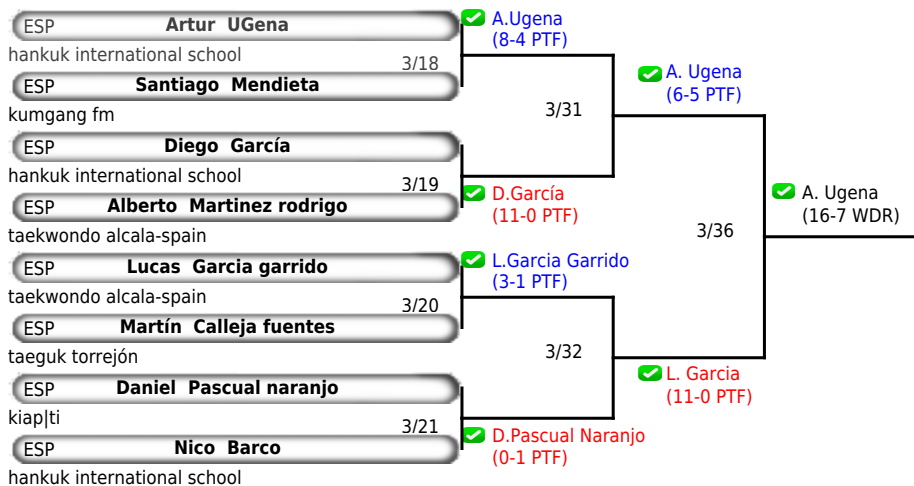 ESP Artur UGena
hankuk international school
3/18
ESP Santiago Mendieta
kumgang fm
ESP Diego García
hankuk international school
3/19
ESP Alberto Martinez rodrigo
taekwondo alcala-spain
ESP Lucas Garcia garrido
taekwondo alcala-spain
3/20
ESP Martín Calleja fuentes
taeguk torrejón
ESP Daniel Pascual naranjo
kiap|ti
3/21
ESP Nico Barco
hankuk international school
A.Ugena
(8-4 PTF)
3/31
D.García
(11-0 PTF)
L.Garcia Garrido
(3-1 PTF)
3/32
D.Pascual Naranjo
(0-1 PTF)
A. Ugena
(6-5 PTF)
3/36
L. Garcia
(11-0 PTF)
A. Ugena
(16-7 WDR)